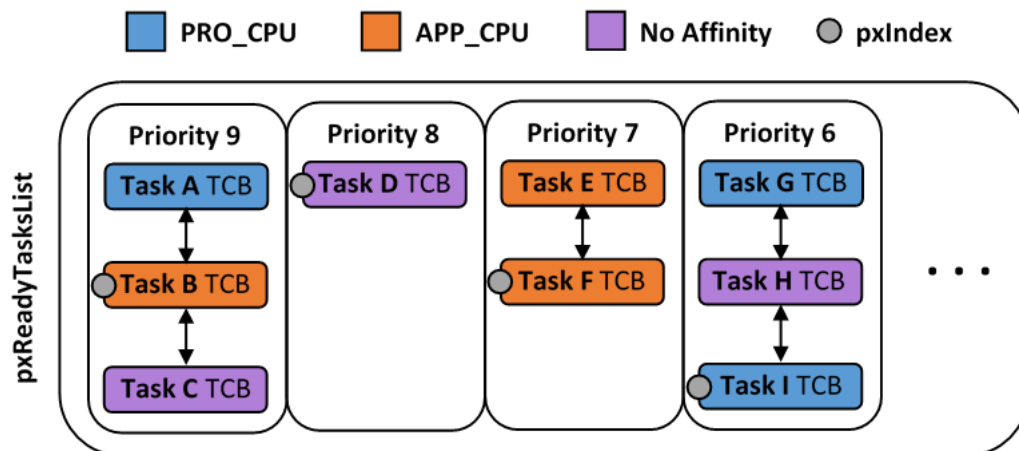 PRO_CPU APP_CPU No Affinity pxIndex
pxReadyTasksList
Priority 9 Priority 8 Priority 7 Priority 6
Task A TCB Task D TCB Task E TCB Task G TCB
Task B TCB Task F TCB Task H TCB
Task C TCB Task I TCB
. . .